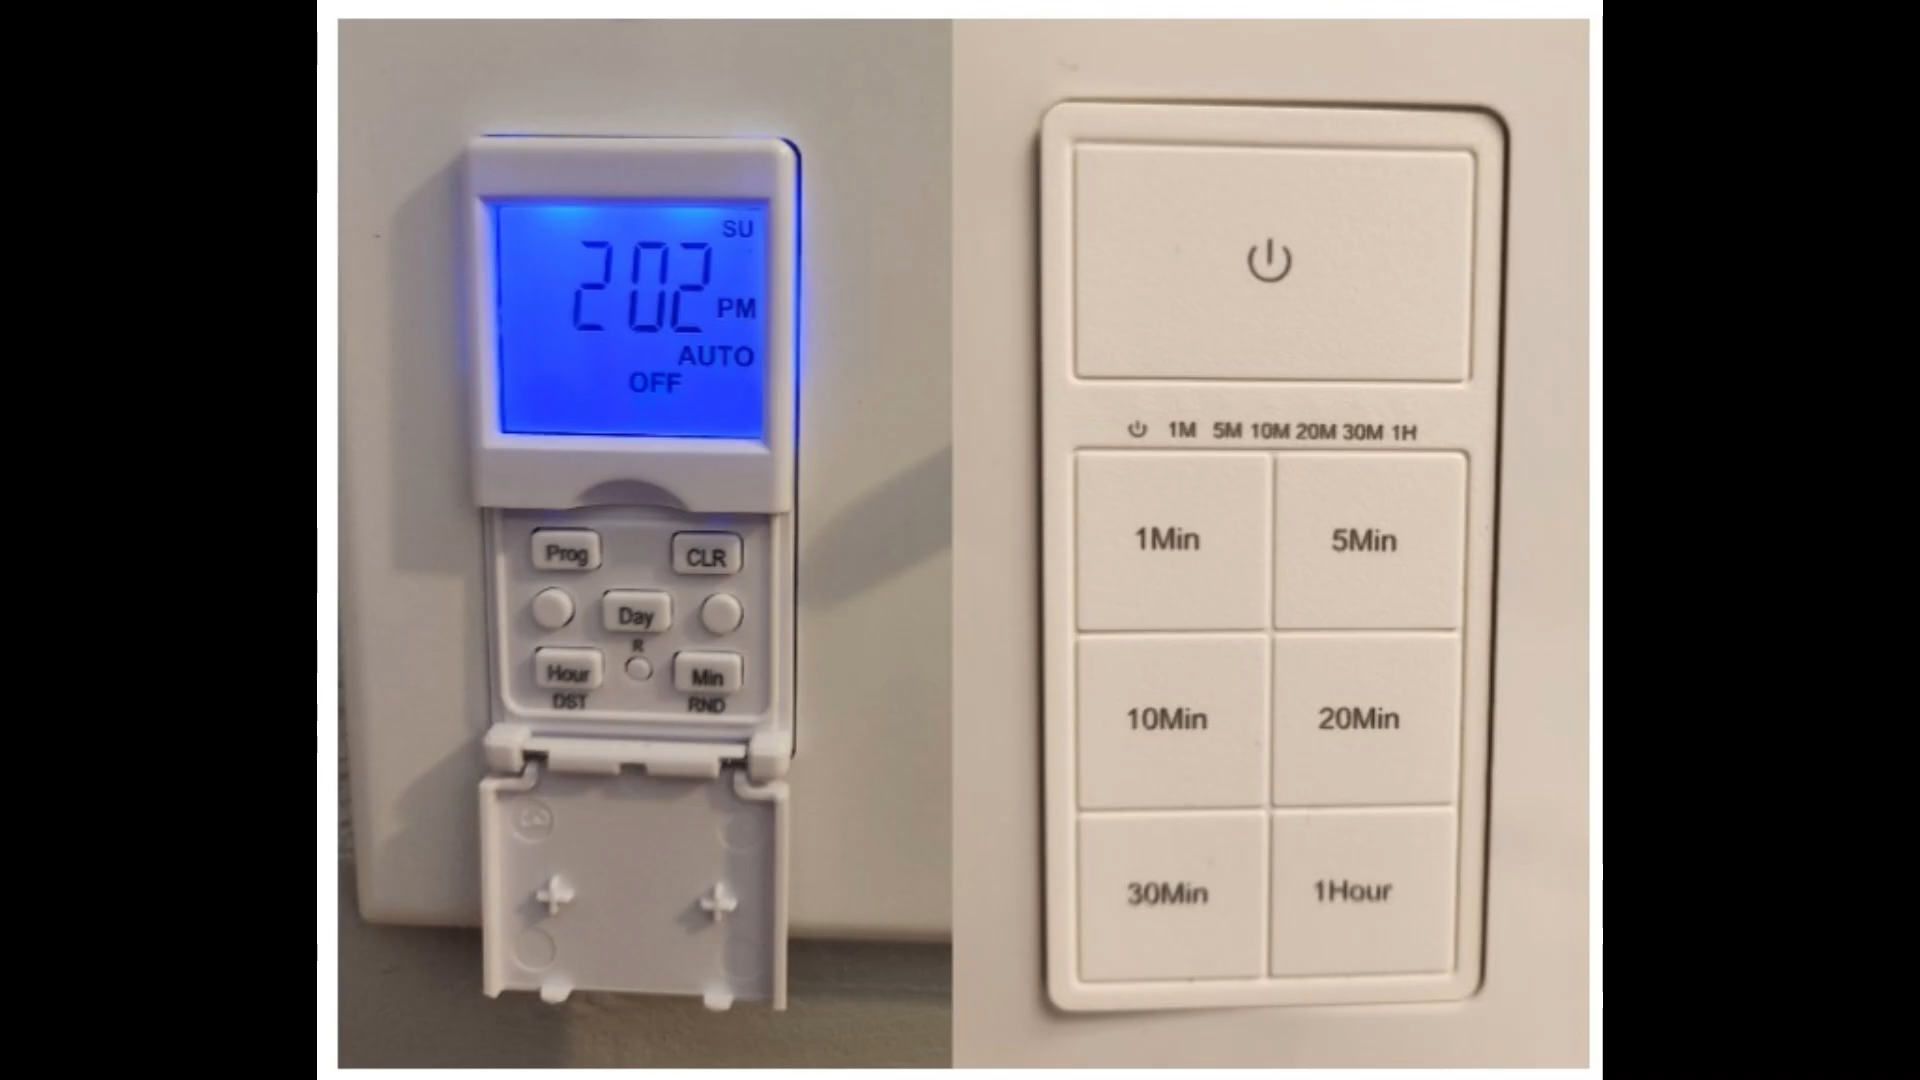 SU
2 02
PM
AUTO
OFF
Prog CLR
Day
R
Hour Min
DST RND
1M 5M 10M 20M 30M 1H
1Min 5Min
10Min 20Min
30Min 1Hour